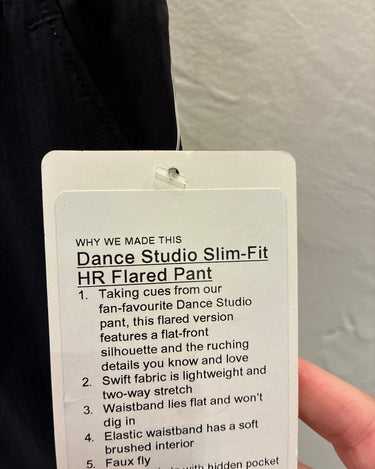 WHY WE MADE THIS
Dance Studio Slim-Fit
HR Flared Pant
1. Taking cues from our
fan-favourite Dance Studio
pant, this flared version
features a flat-front
silhouette and the ruching
details you know and love
2. Swift fabric is lightweight and
two-way stretch
3. Waistband lies flat and won't
dig in
4. Elastic waistband has a soft
brushed interior
5. Faux fly
with hidden pocket